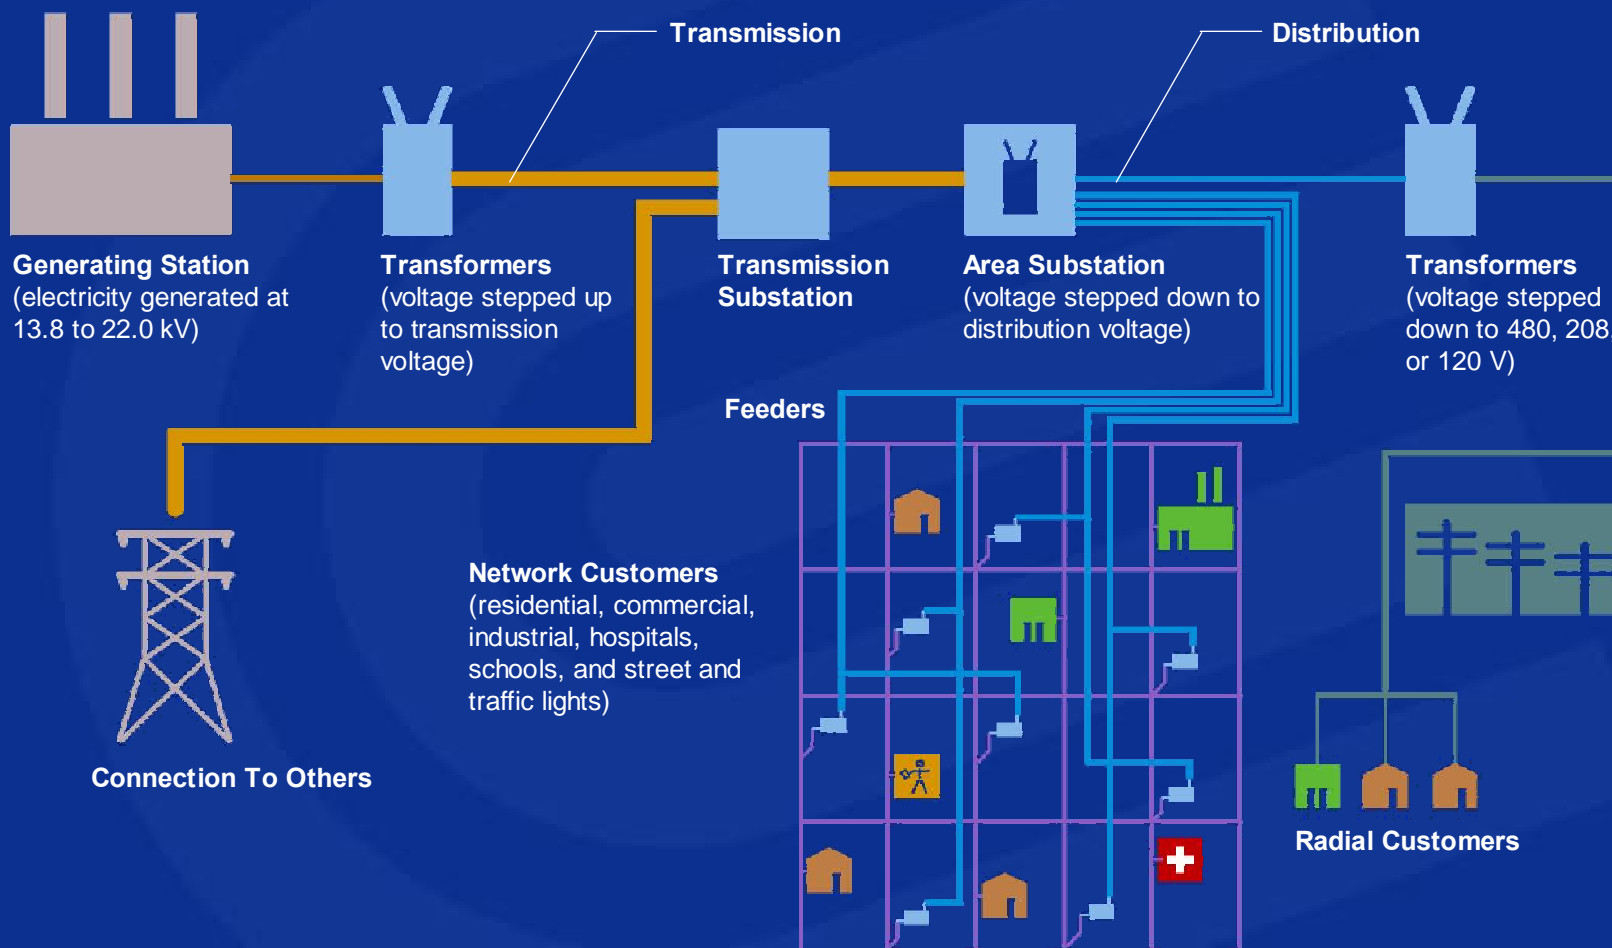 Transmission
Distribution
Generating Station
(electricity generated at
13.8 to 22.0 kV)
Transformers
(voltage stepped up
to transmission
voltage)
Transmission
Substation
Area Substation
(voltage stepped down to
distribution voltage)
Transformers
(voltage stepped
down to 480, 208,
or 120 V)
Feeders
Network Customers
(residential, commercial,
industrial, hospitals,
schools, and street and
traffic lights)
Connection To Others
Radial Customers